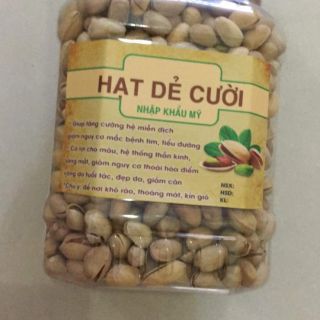 HẠT DẺ CƯỜI
NHẬP KHẨU MỸ
* Giúp tăng cường hệ miễn dịch
giảm nguy cơ mắc bệnh tim, tiểu đường
* Có lợi cho máu, hệ thống thần kinh,
sáng mắt, giảm nguy cơ thoái hóa điểm
vàng do tuổi tác, đẹp da, giảm cân
* Chú ý: để nơi khô ráo, thoáng mát, kín gió
NSX:
HSD:
KL: